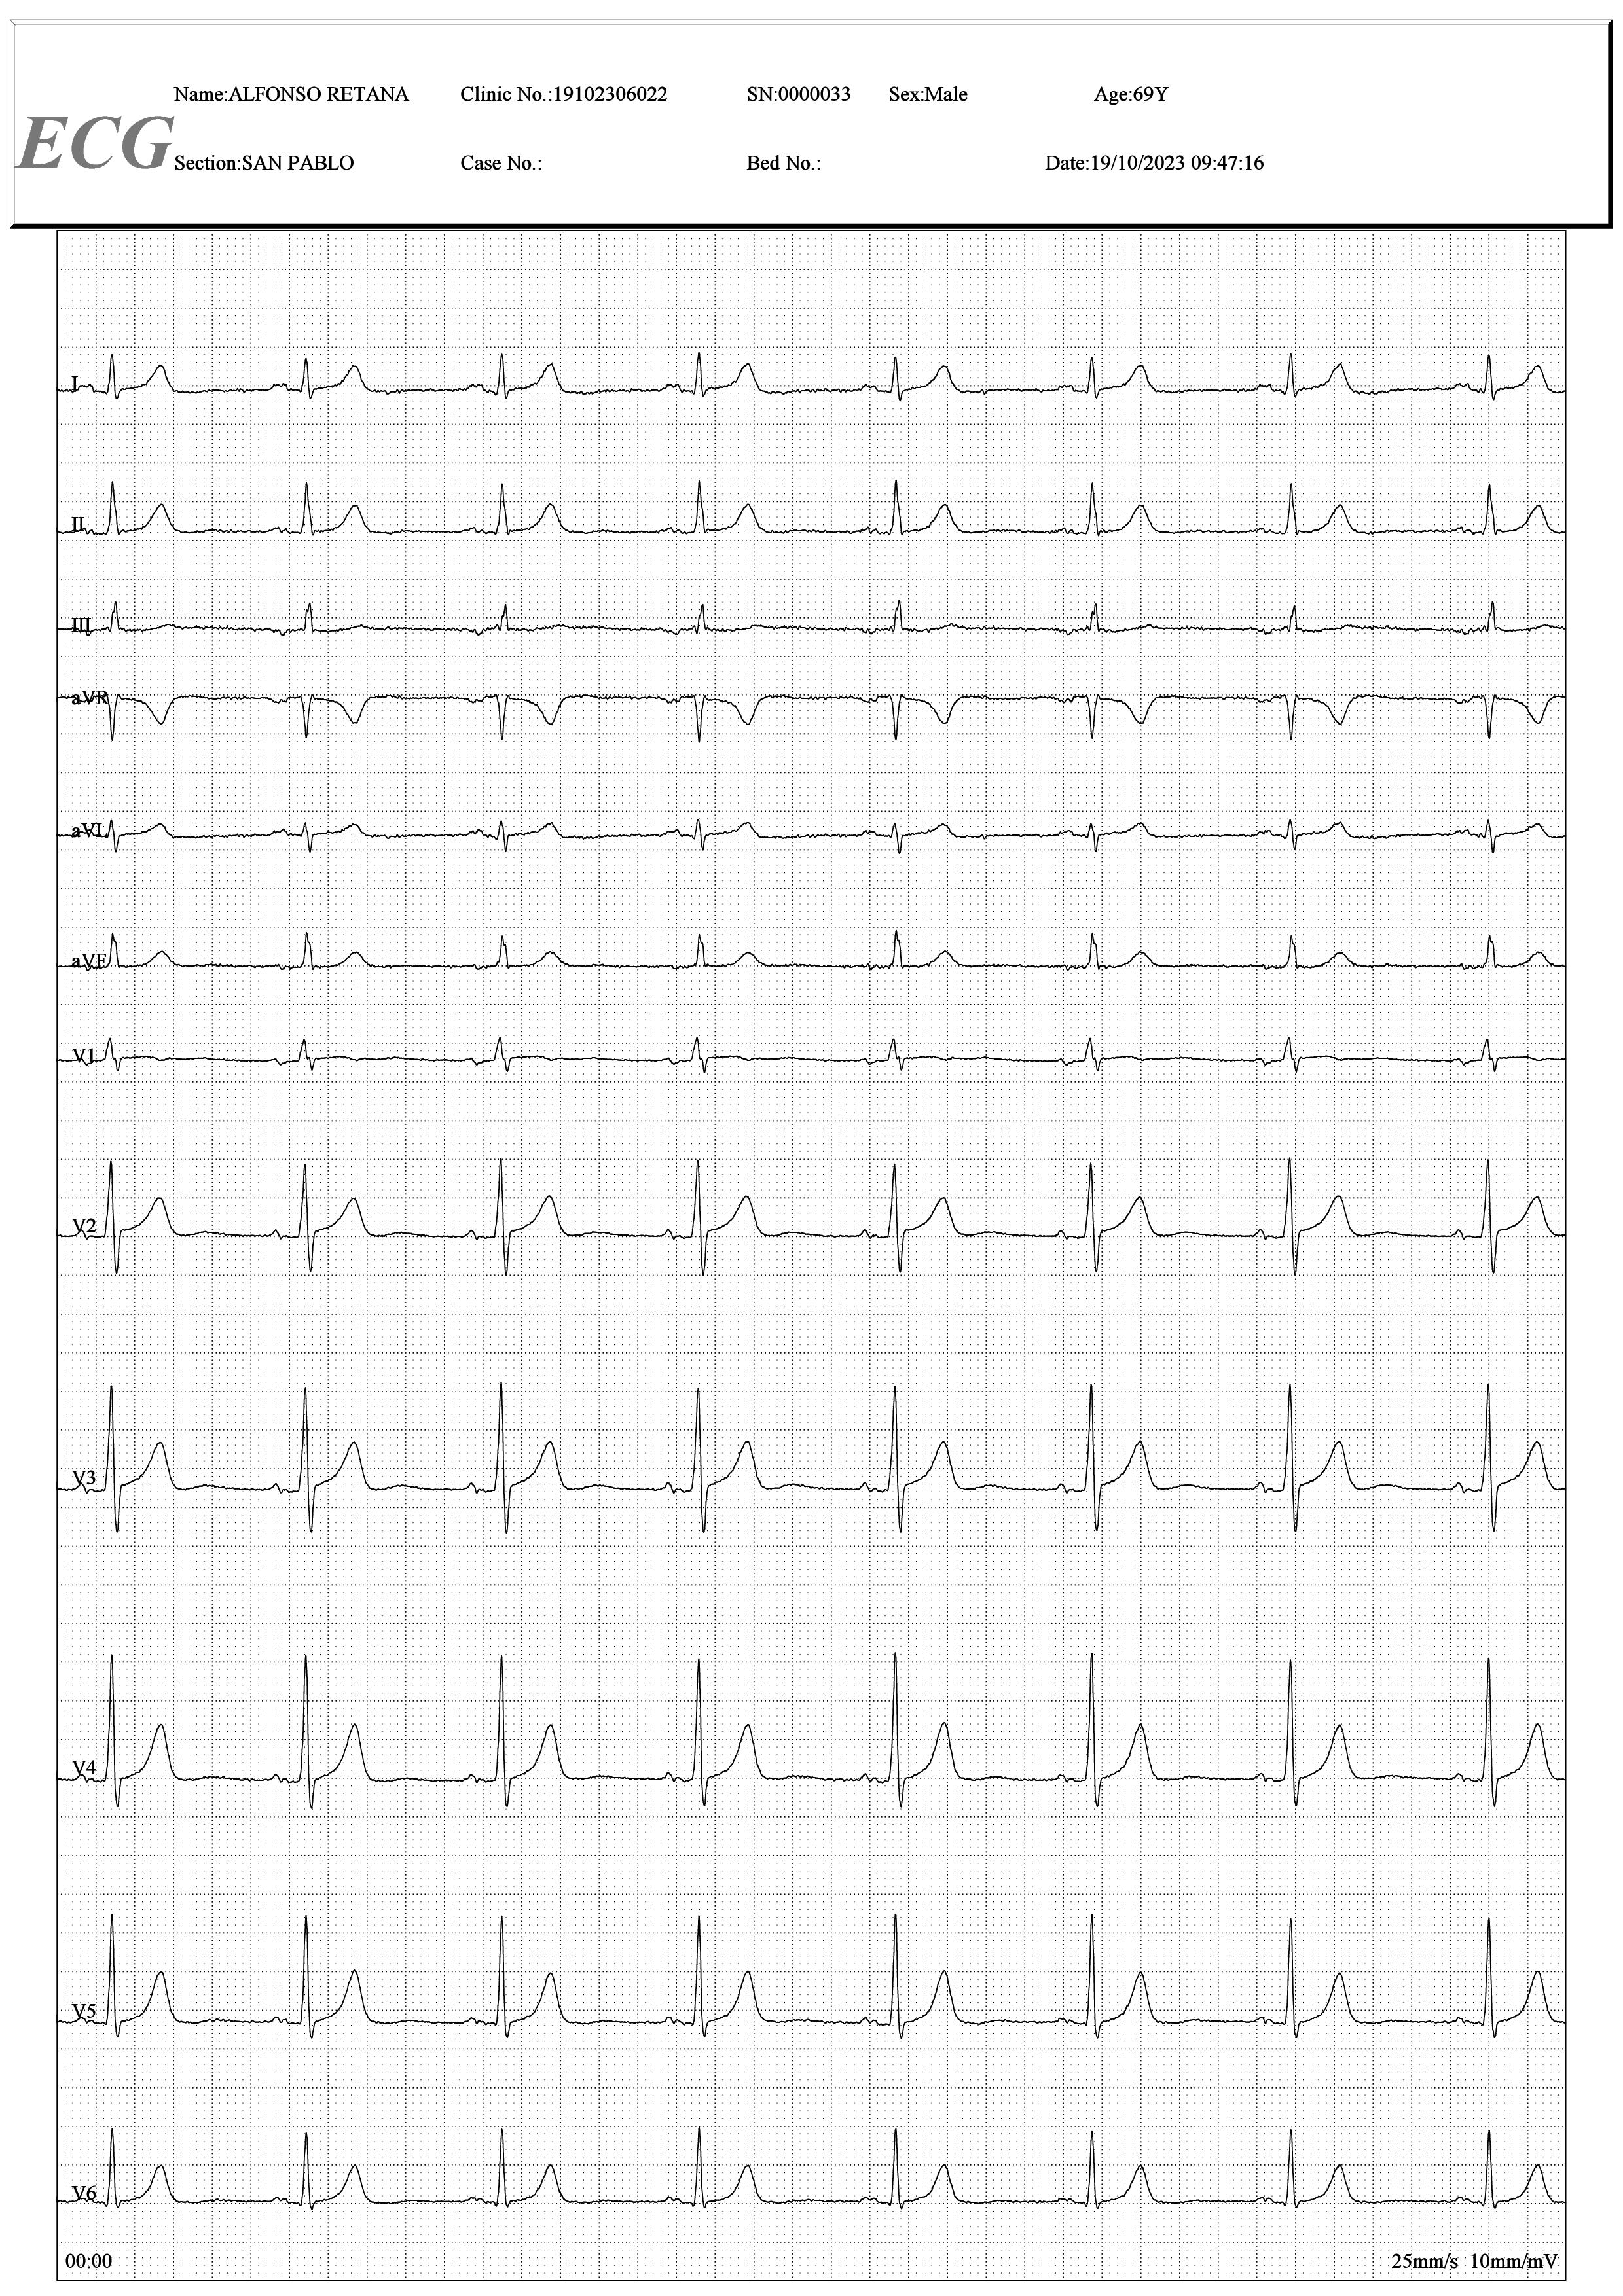 ECG
Name:ALFONSO RETANA Clinic No.:19102306022 SN:0000033 Sex:Male Age:69Y
Section:SAN PABLO Case No.: Bed No.: Date:19/10/2023 09:47:16
I
II
III
aVR
aVL
aVF
V1
V2
V3
V4
V5
V6
00:00 25mm/s 10mm/mV